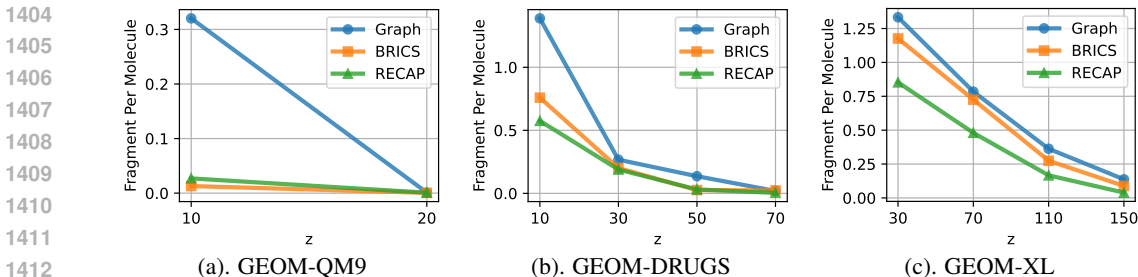 1404
1405
1406
1407
1408
1409
1410
1411
1412
Fragment Per Molecule
0.3
0.2
0.1
0.0
Graph
BRICS
RECAP
10
20
z
(a). GEOM-QM9
Fragment Per Molecule
1.0
0.5
0.0
Graph
BRICS
RECAP
10
30
50
70
z
(b). GEOM-DRUGS
Fragment Per Molecule
1.25
1.00
0.75
0.50
0.25
0.00
Graph
BRICS
RECAP
30
70
110
150
z
(c). GEOM-XL